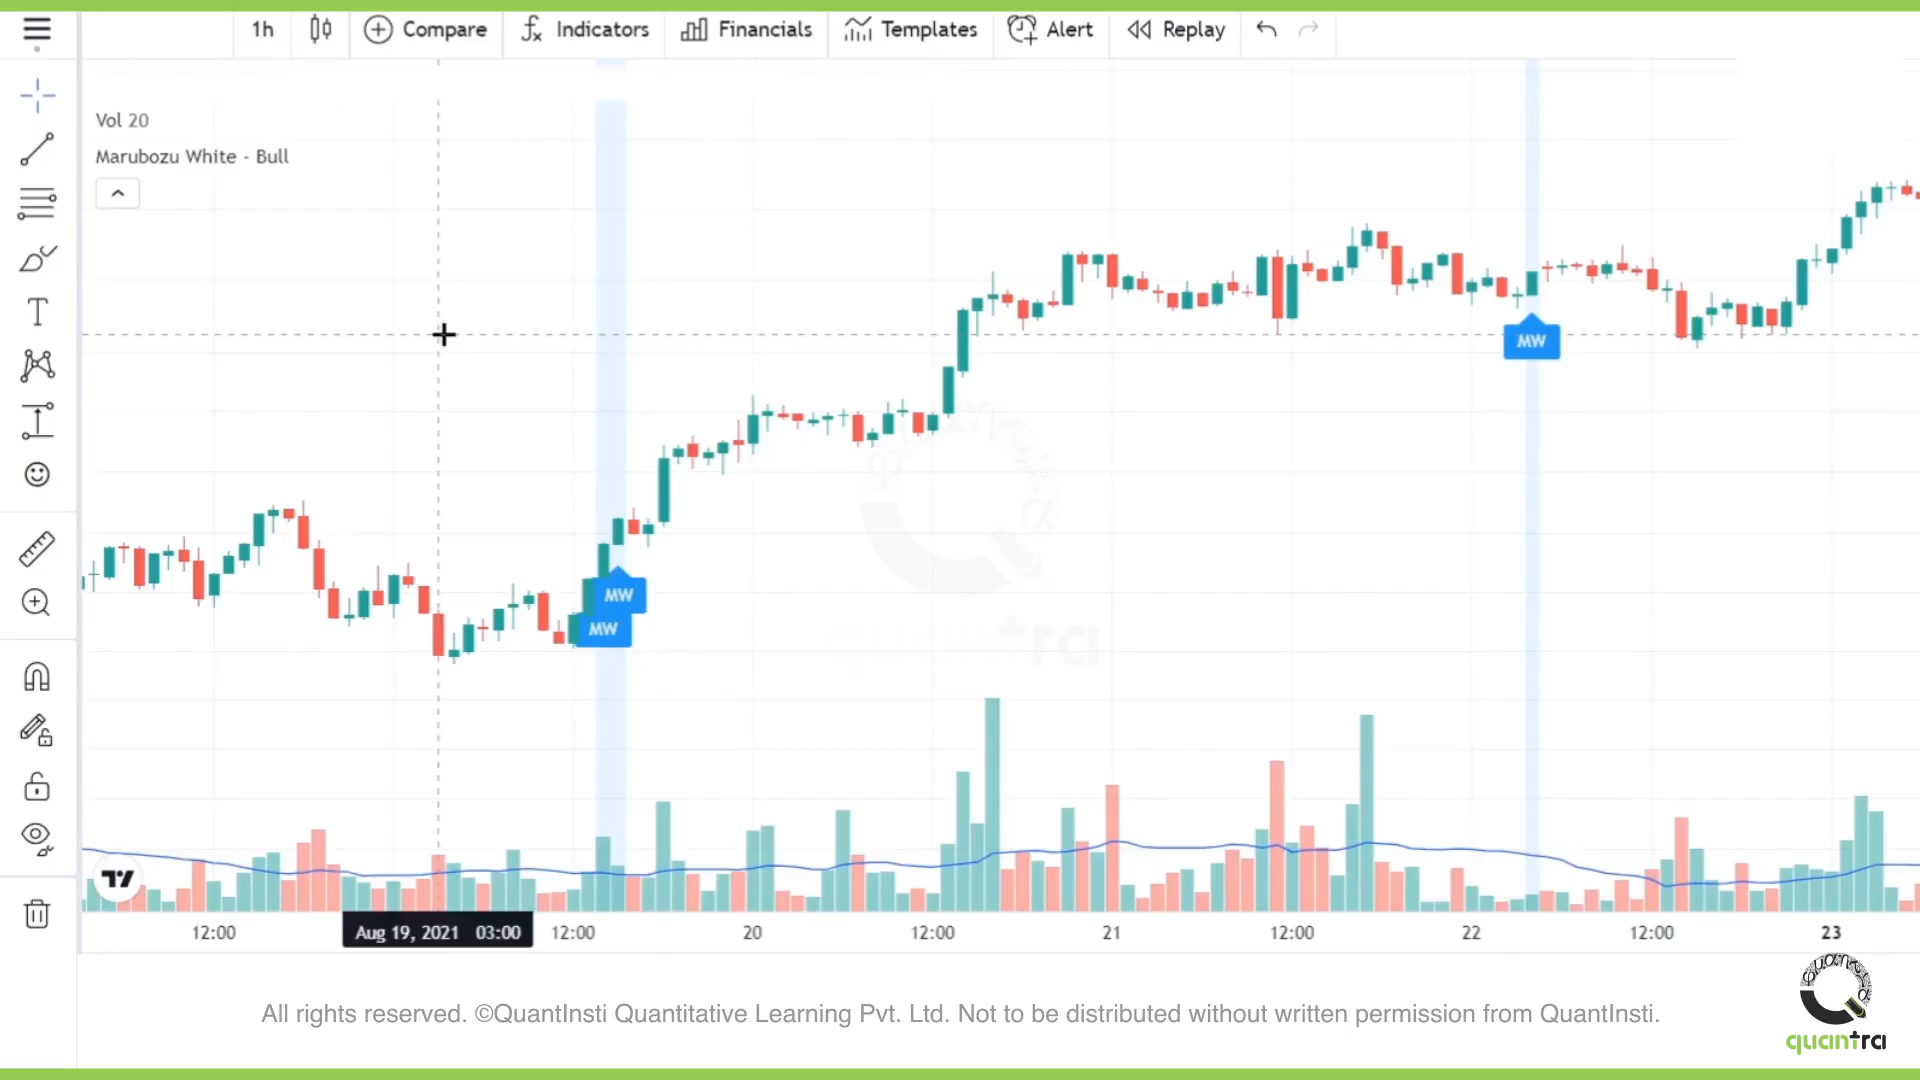 1h Compare Indicators Financials Templates Alert Replay
Vol 20
Marubozu White - Bull
MW
MW
MW
quantra
12:00 Aug 19, 2021 03:00 12:00 20 12:00 21 12:00 22 12:00 23
All rights reserved. ©QuantInsti Quantitative Learning Pvt. Ltd. Not to be distributed without written permission from QuantInsti.
quantra